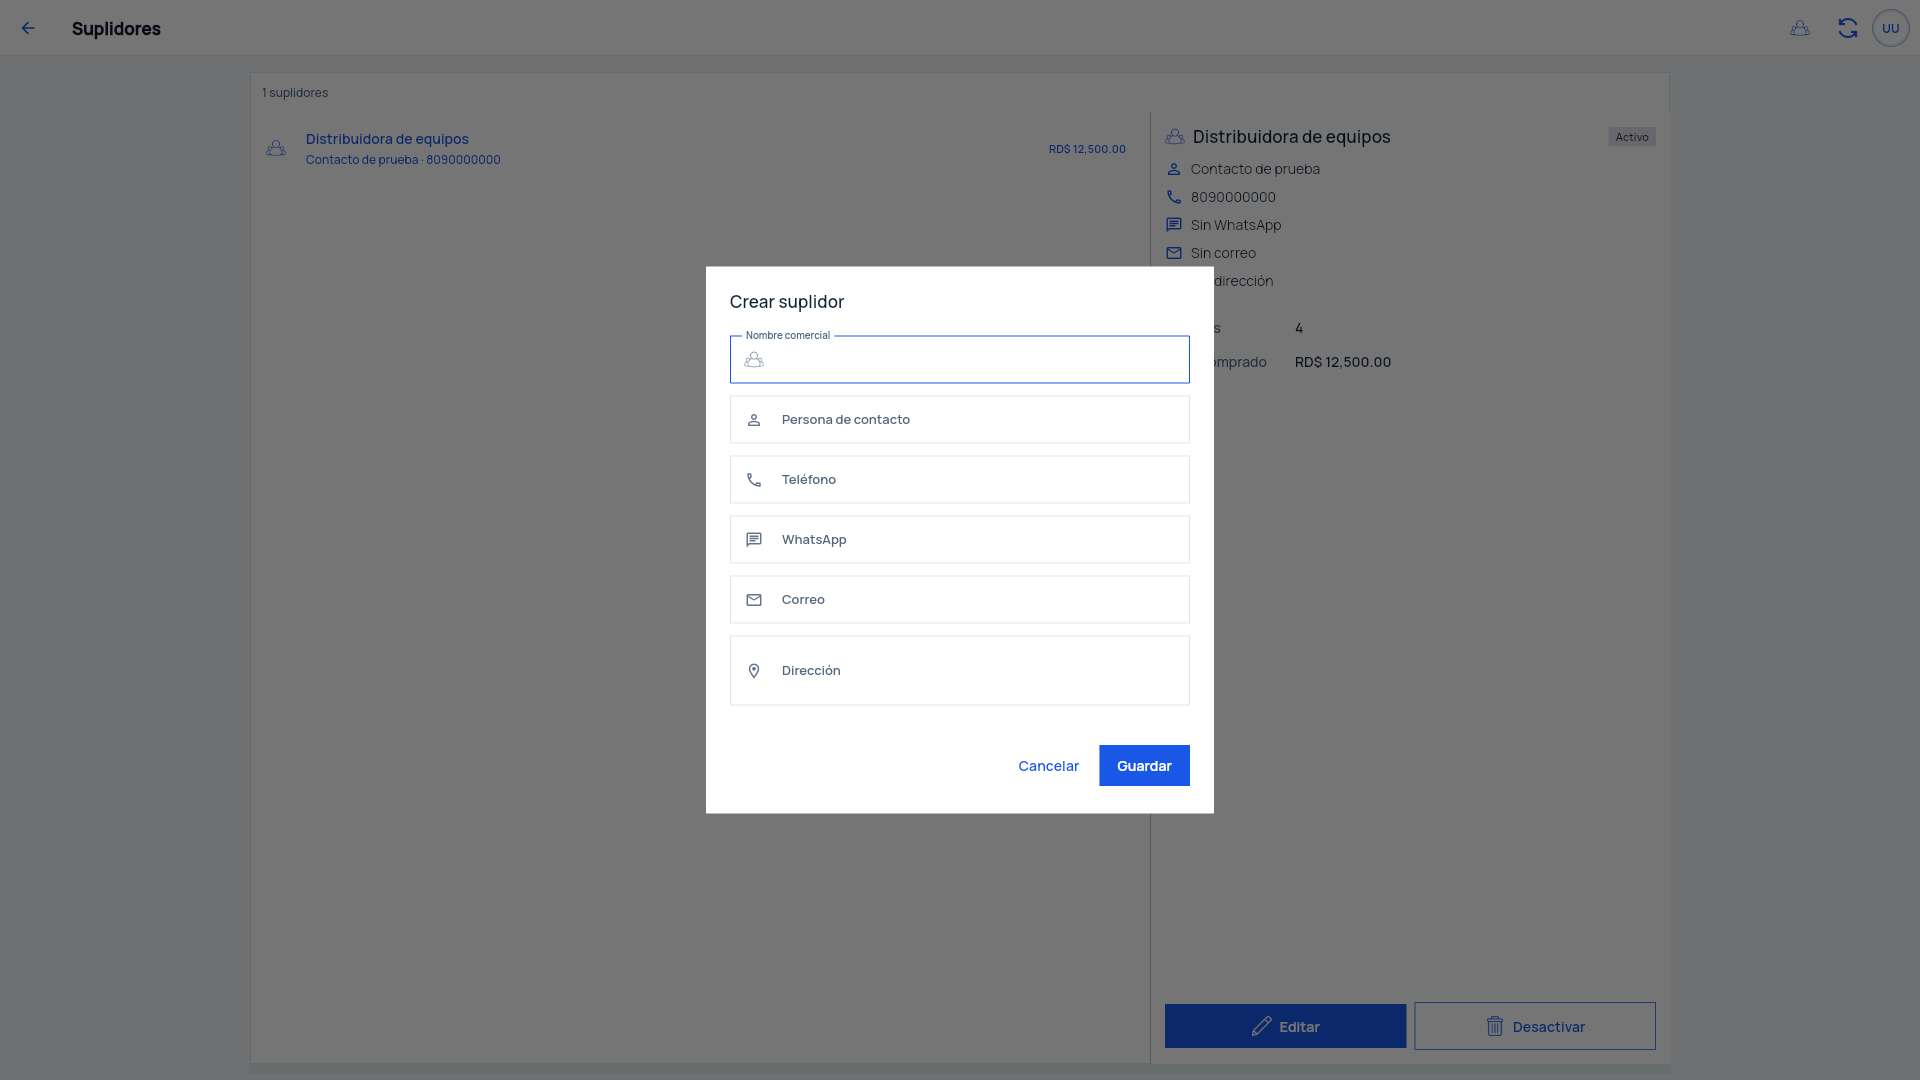 Suplidores
UU
1 suplidores
Distribuidora de equipos
Contacto de prueba · 8090000000
RD$ 12,500.00
Distribuidora de equipos
Activo
Contacto de prueba
8090000000
Sin WhatsApp
Sin correo
dirección
s
4
omprado
RD$ 12,500.00
Crear suplidor
Nombre comercial
Persona de contacto
Teléfono
WhatsApp
Correo
Dirección
Cancelar
Guardar
Editar
Desactivar